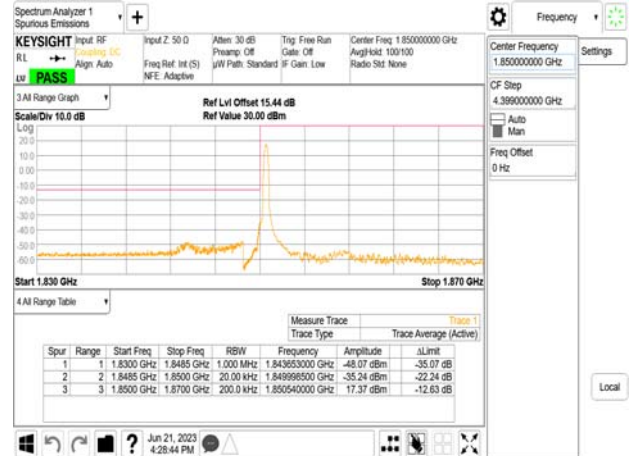 Spectrum Analyzer 1
Spurious Emissions
Frequency
KEYSIGHT Input: RF Input Z: 50 Ω Atten: 30 dB Trig: Free Run Center Freq: 1.850000000 GHz
RL Coupling: DC Preamp: Off Gate: Off Avg|Hold: 100/100
Align: Auto Freq Ref: Int (S) µW Path: Standard IF Gain: Low Radio Std: None
NFE: Adaptive
LV PASS
Center Frequency
1.850000000 GHz
Settings
CF Step
4.399000000 GHz
Auto
Man
Freq Offset
0 Hz
3 All Range Graph
Ref Lvl Offset 15.44 dB
Scale/Div 10.0 dB Ref Value 30.00 dBm
Log
20.0
10.0
0.00
-10.0
-20.0
-30.0
-40.0
-50.0
-60.0
Start 1.830 GHz Stop 1.870 GHz
4 All Range Table
Measure Trace Trace 1
Trace Type Trace Average (Active)
Spur Range Start Freq Stop Freq RBW Frequency Amplitude ΔLimit
1 1 1.8300 GHz 1.8485 GHz 1.000 MHz 1.843653000 GHz -48.07 dBm -35.07 dB
2 2 1.8485 GHz 1.8500 GHz 20.00 kHz 1.849998500 GHz -35.24 dBm -22.24 dB
3 3 1.8500 GHz 1.8700 GHz 200.0 kHz 1.850540000 GHz 17.37 dBm -12.63 dB
Local
Jun 21, 2023
4:28:44 PM